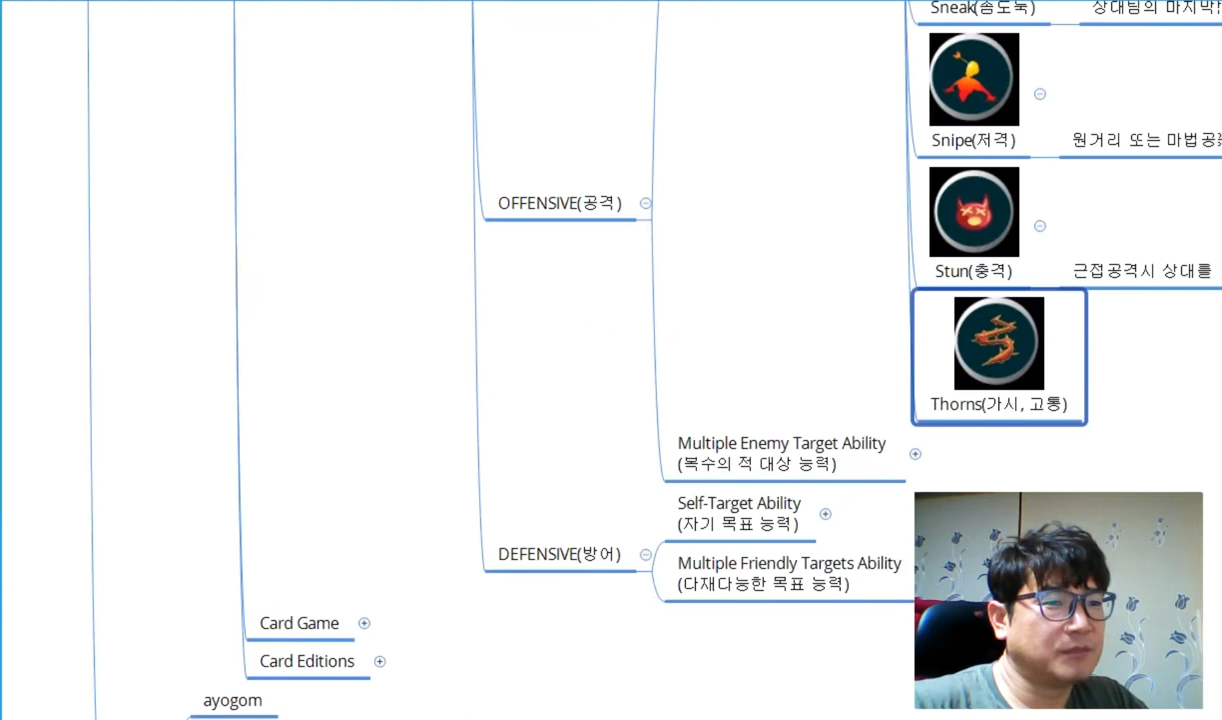 Sneak(좀도둑)
상대팀의 마지막
Snipe(저격)
원거리 또는 마법공
OFFENSIVE(공격)
Stun(충격)
근접공격시 상대를
Thorns(가시, 고통)
Multiple Enemy Target Ability
(복수의 적 대상 능력)
Self-Target Ability
(자기 목표 능력)
DEFENSIVE(방어)
Multiple Friendly Targets Ability
(다재다능한 목표 능력)
Card Game
Card Editions
ayogom